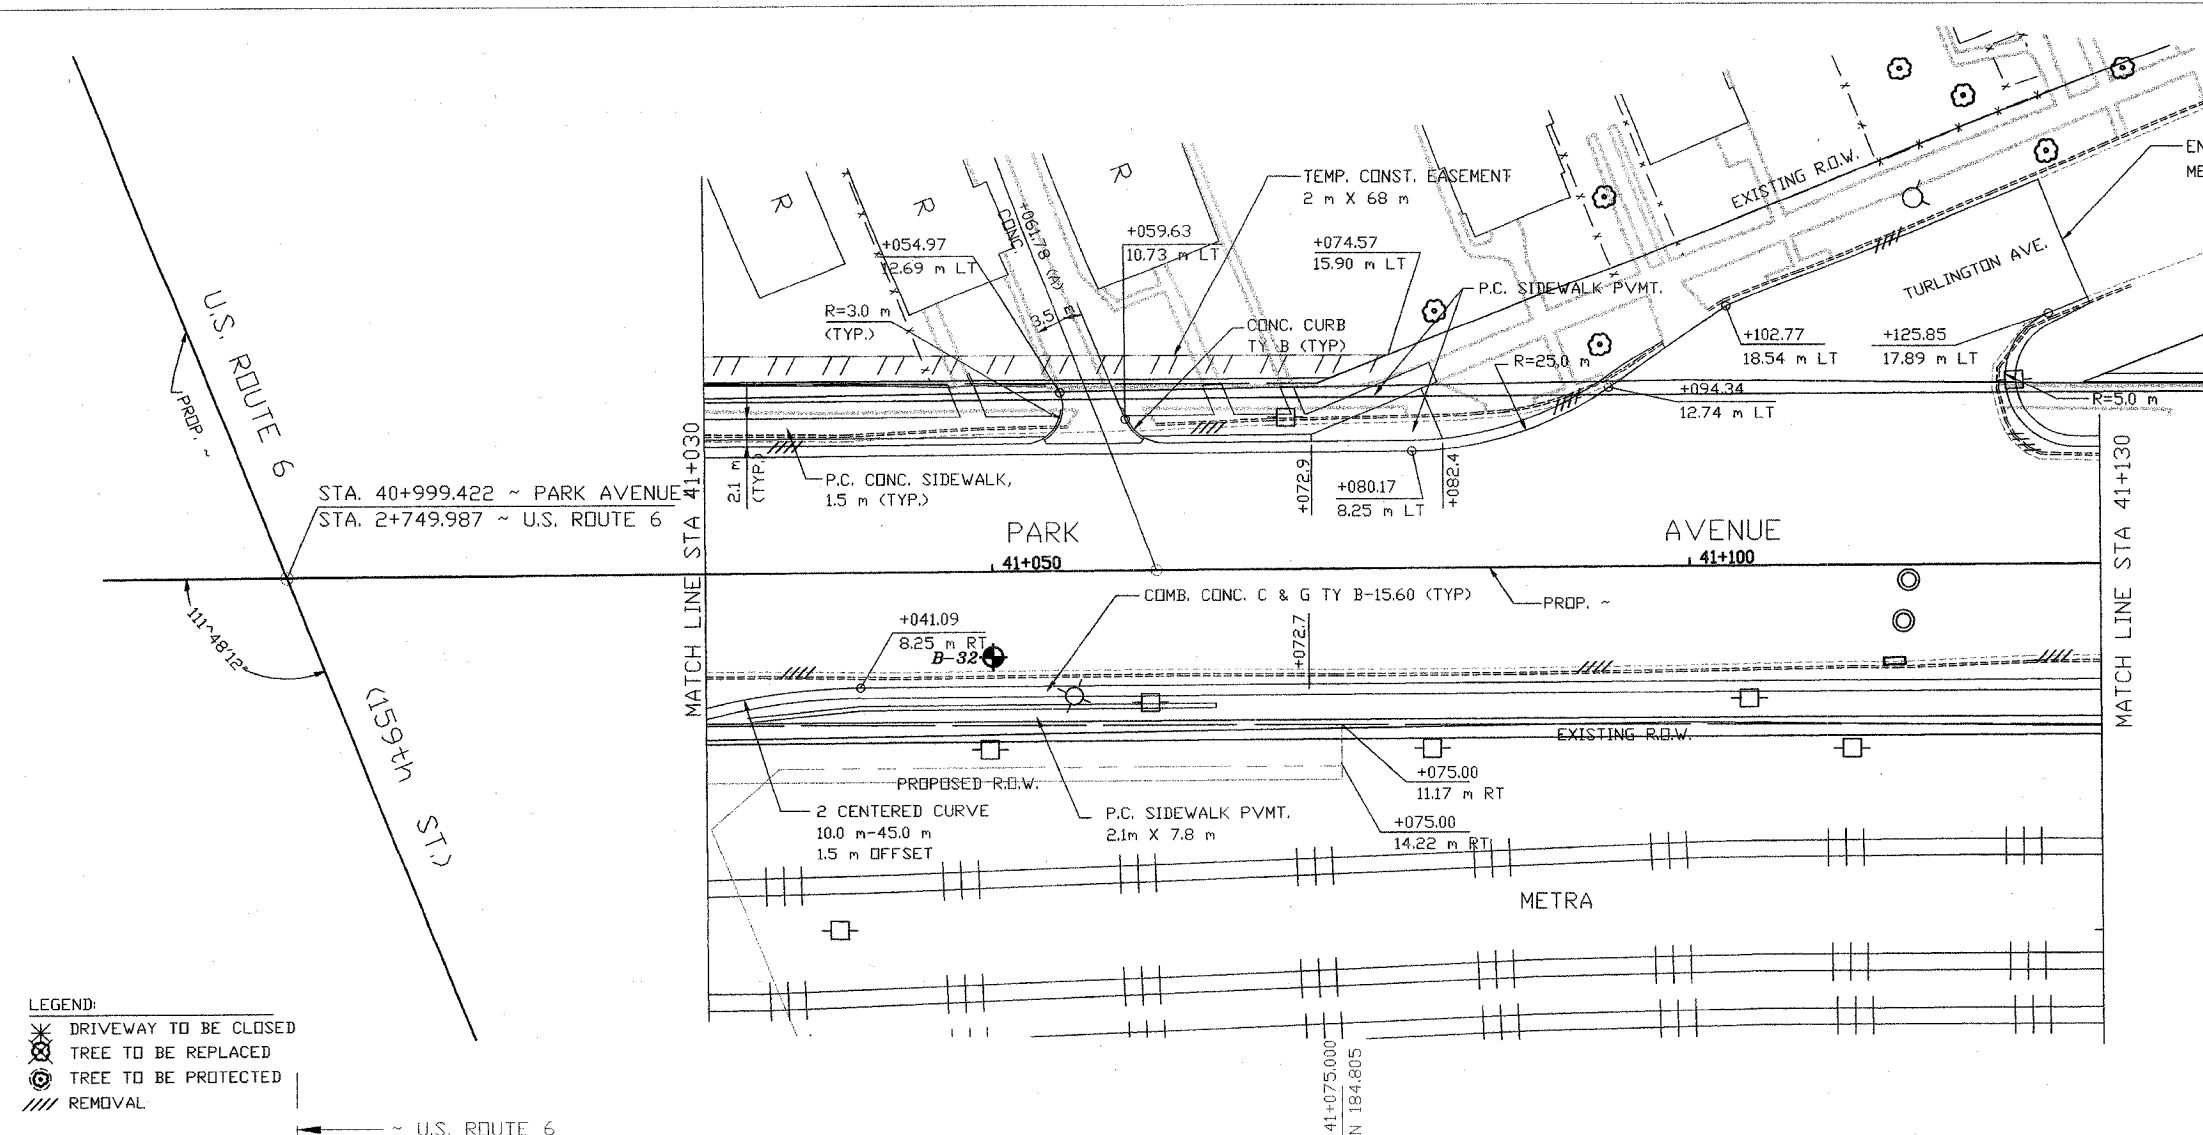 TEMP. CONST. EASEMENT
2 m X 68 m
EXISTING R.O.W.
EN
ME
R
R
R
CONC.
+061.78 (A)
3.5 m
+054.97
12.69 m LT
+059.63
10.73 m LT
+074.57
15.90 m LT
P.C. SIDEWALK PVMT.
TURLINGTON AVE.
R=3.0 m
(TYP.)
CONC. CURB
TY B (TYP)
R=25.0 m
+102.77
18.54 m LT
+125.85
17.89 m LT
+094.34
12.74 m LT
R=5.0 m
U.S. ROUTE 6
PROP. ~
2.1 m
(TYP.)
P.C. CONC. SIDEWALK,
1.5 m (TYP.)
+072.9
+080.17
8.25 m LT
+082.4
STA. 40+999.422 ~ PARK AVENUE
STA. 2+749.987 ~ U.S. ROUTE 6
MATCH LINE STA 41+030
MATCH LINE STA 41+130
PARK AVENUE
41+050
41+100
111^48'12"
COMB. CONC. C & G TY B-15.60 (TYP)
PROP. ~
+041.09
8.25 m RT
B-32
+072.7
(159th ST.)
EXISTING R.O.W.
PROPOSED R.O.W.
+075.00
11.17 m RT
2 CENTERED CURVE
10.0 m-45.0 m
1.5 m OFFSET
P.C. SIDEWALK PVMT.
2.1m X 7.8 m
+075.00
14.22 m RT
METRA
LEGEND:
DRIVEWAY TO BE CLOSED
TREE TO BE REPLACED
TREE TO BE PROTECTED
REMOVAL
41+075.000
N 184.805
~ U.S. ROUTE 6